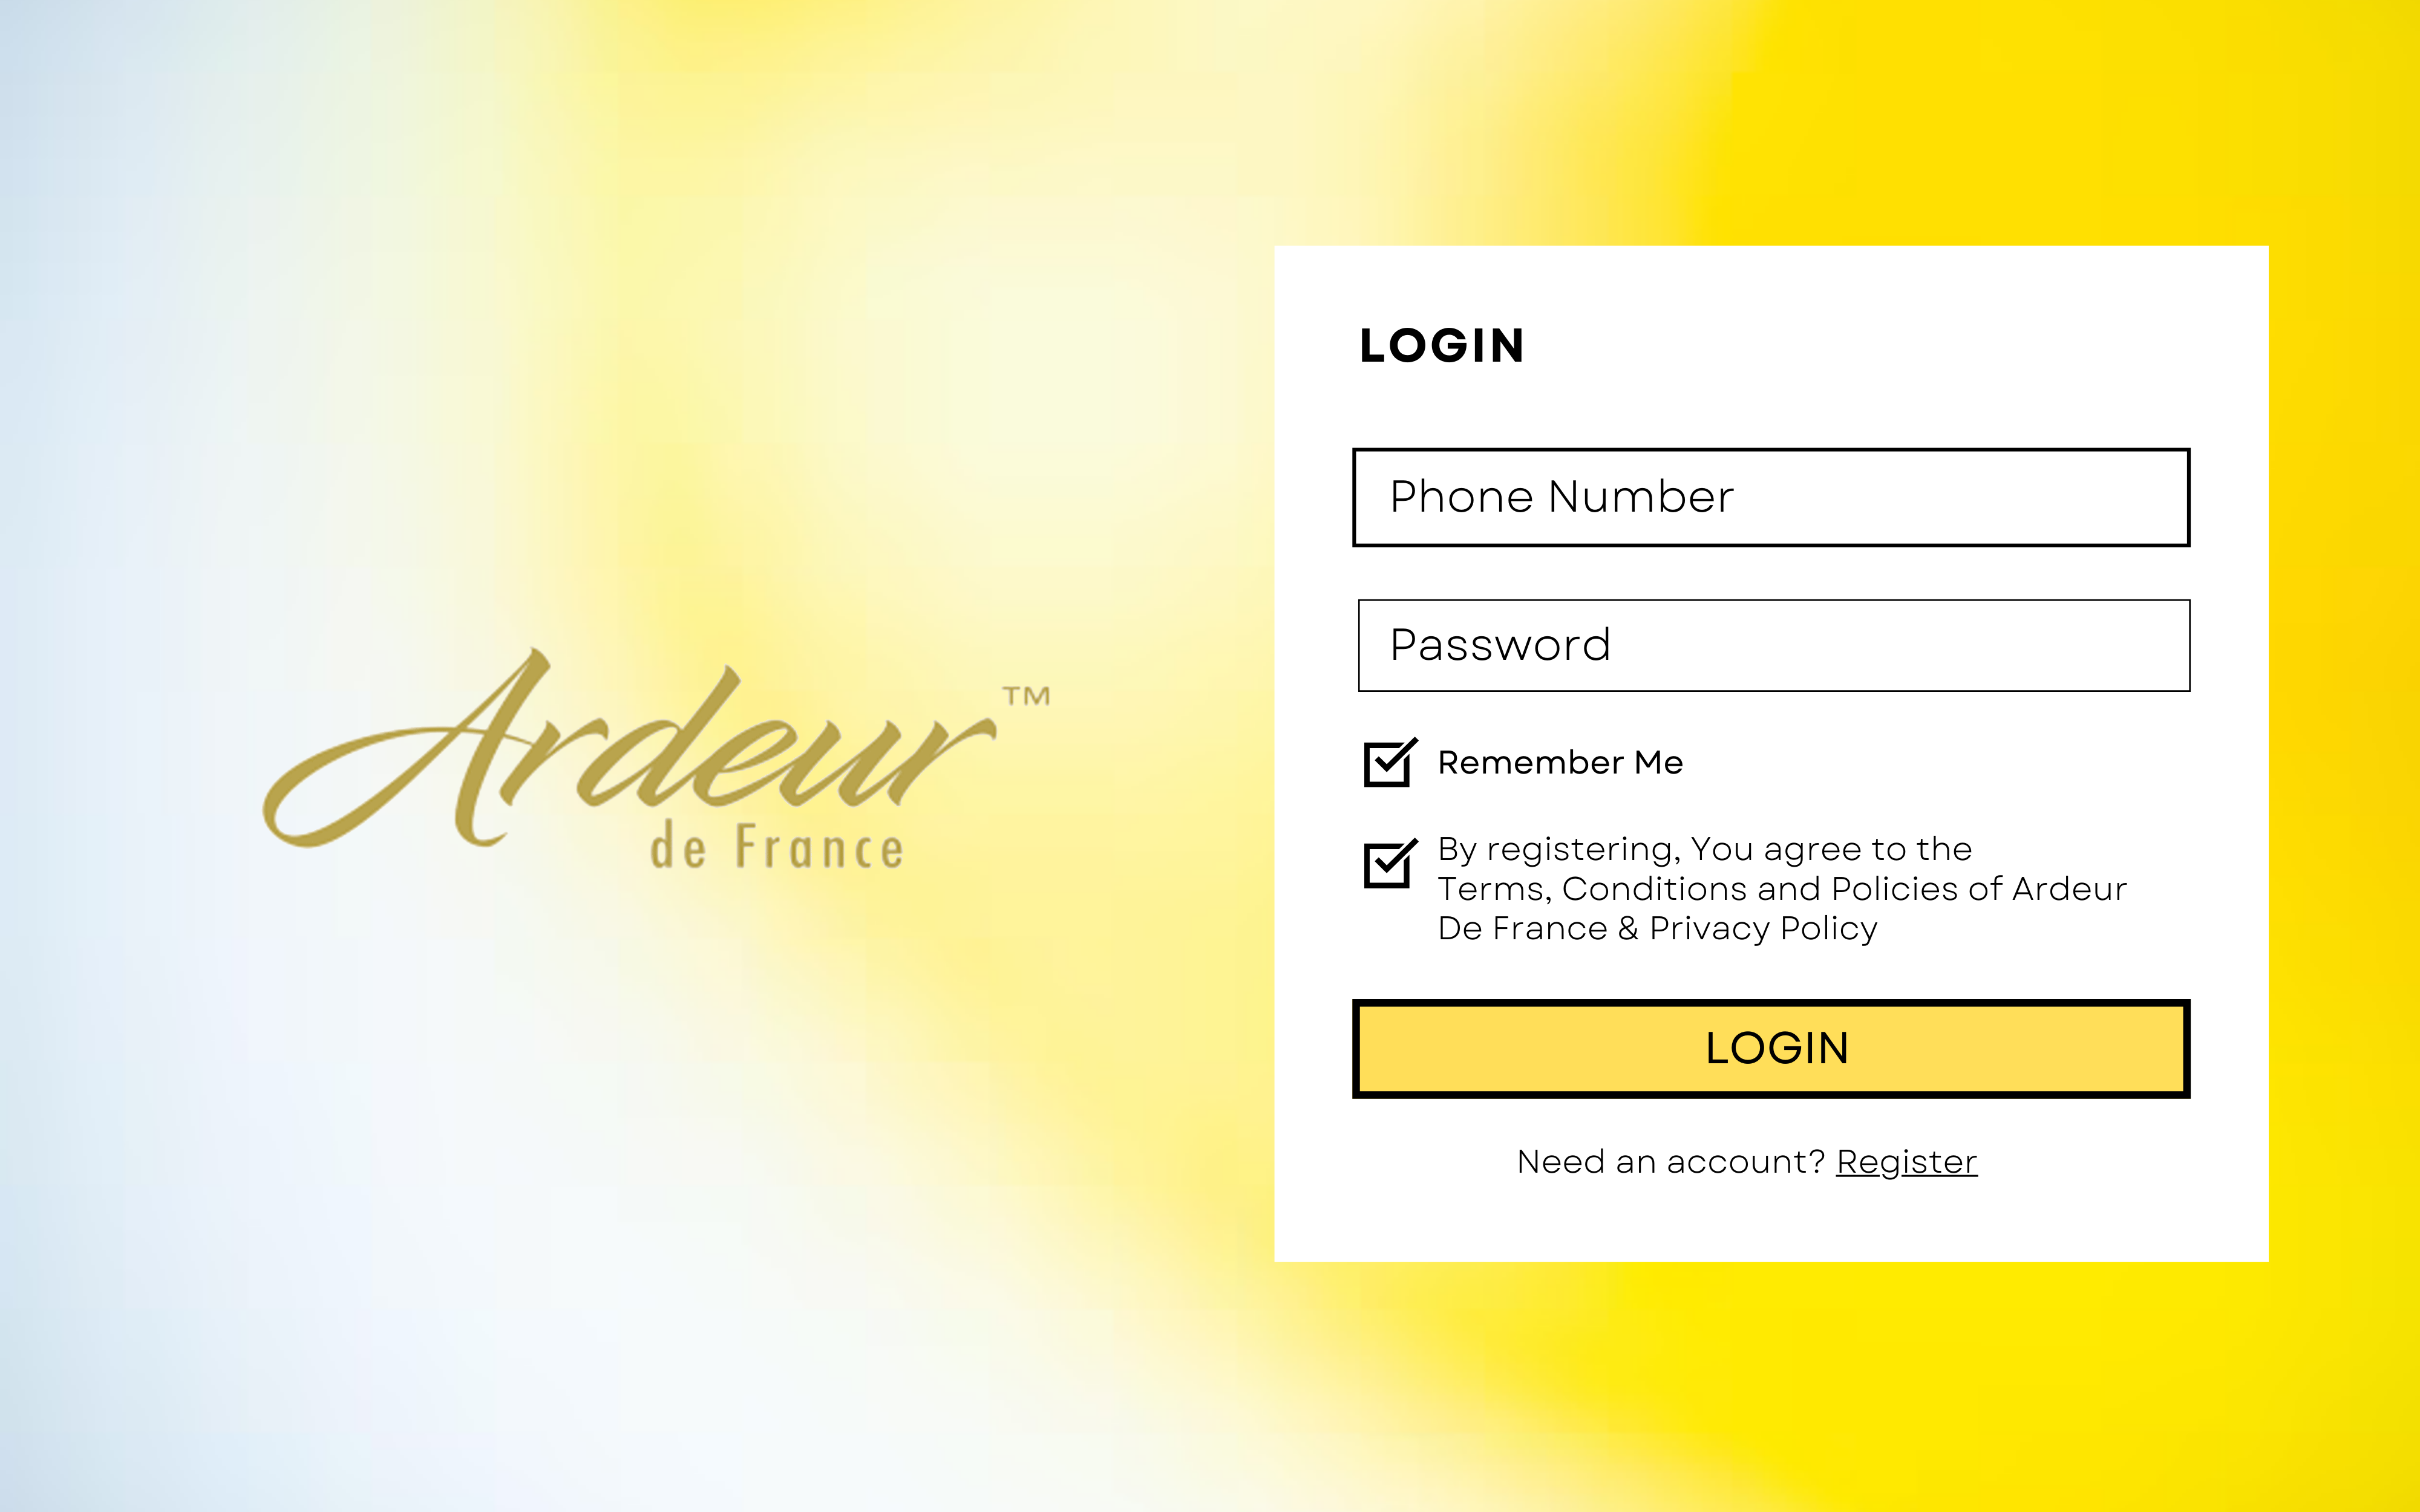 Ardeur™
de France
LOGIN
Phone Number
Password
Remember Me
By registering, You agree to the
Terms, Conditions and Policies of Ardeur
De France & Privacy Policy
LOGIN
Need an account? Register